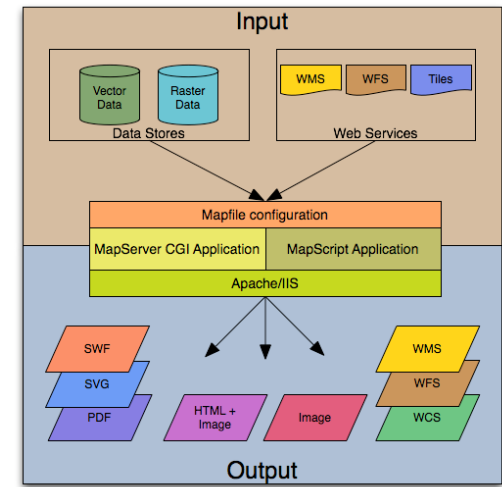 Input
Vector
Data
Raster
Data
Data Stores
WMS
WFS
Tiles
Web Services
Mapfile configuration
MapServer CGI Application
MapScript Application
Apache/IIS
SWF
SVG
PDF
HTML +
Image
Image
WMS
WFS
WCS
Output